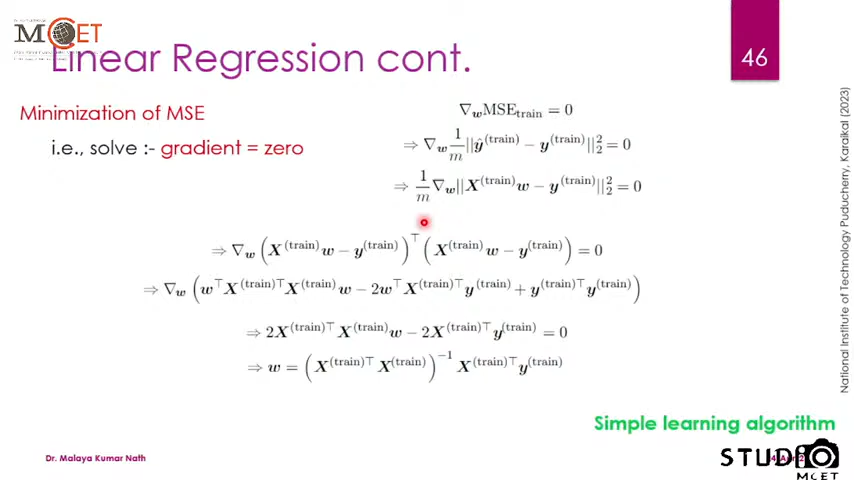 MCET
Linear Regression cont.
46
Minimization of MSE
i.e., solve :- gradient = zero
∇_w MSE_train = 0
⇒ ∇_w 1/m ||ŷ^(train) − y^(train)||²₂ = 0
⇒ 1/m ∇_w ||X^(train) w − y^(train)||²₂ = 0
⇒ ∇_w (X^(train) w − y^(train))^⊤ (X^(train) w − y^(train)) = 0
⇒ ∇_w (w^⊤ X^(train)⊤ X^(train) w − 2w^⊤ X^(train)⊤ y^(train) + y^(train)⊤ y^(train))
⇒ 2X^(train)⊤ X^(train) w − 2X^(train)⊤ y^(train) = 0
⇒ w = (X^(train)⊤ X^(train))^−1 X^(train)⊤ y^(train)
Simple learning algorithm
National Institute of Technology Puducherry, Karaikal (2023)
Dr. Malaya Kumar Nath
STUDIO
MCET